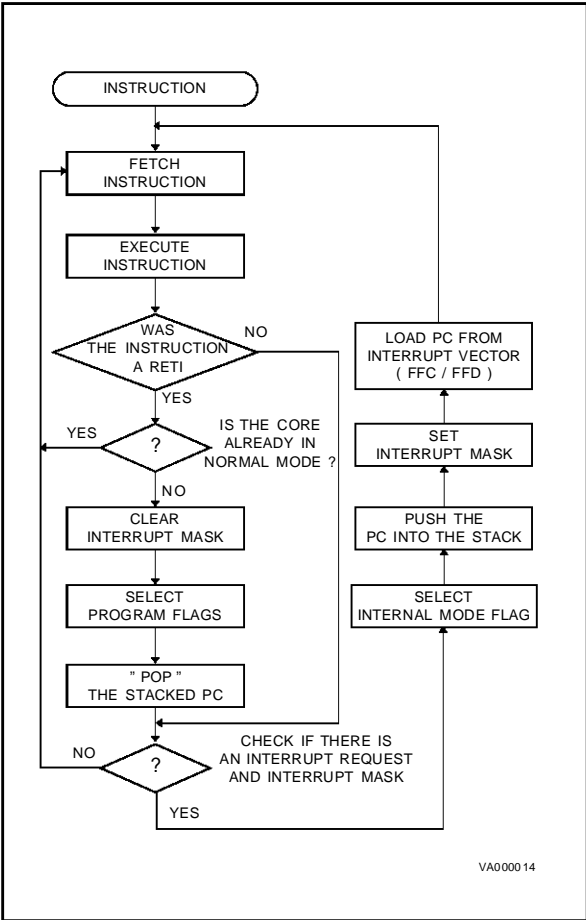 INSTRUCTION
FETCH
INSTRUCTION
EXECUTE
INSTRUCTION
WAS
THE INSTRUCTION
A RETI
NO
YES
YES
?
IS THE CORE
ALREADY IN
NORMAL MODE ?
NO
CLEAR
INTERRUPT MASK
SELECT
PROGRAM FLAGS
" POP "
THE STACKED PC
NO
?
CHECK IF THERE IS
AN INTERRUPT REQUEST
AND INTERRUPT MASK
YES
SELECT
INTERNAL MODE FLAG
PUSH THE
PC INTO THE STACK
SET
INTERRUPT MASK
LOAD PC FROM
INTERRUPT VECTOR
( FFC / FFD )
VA000014